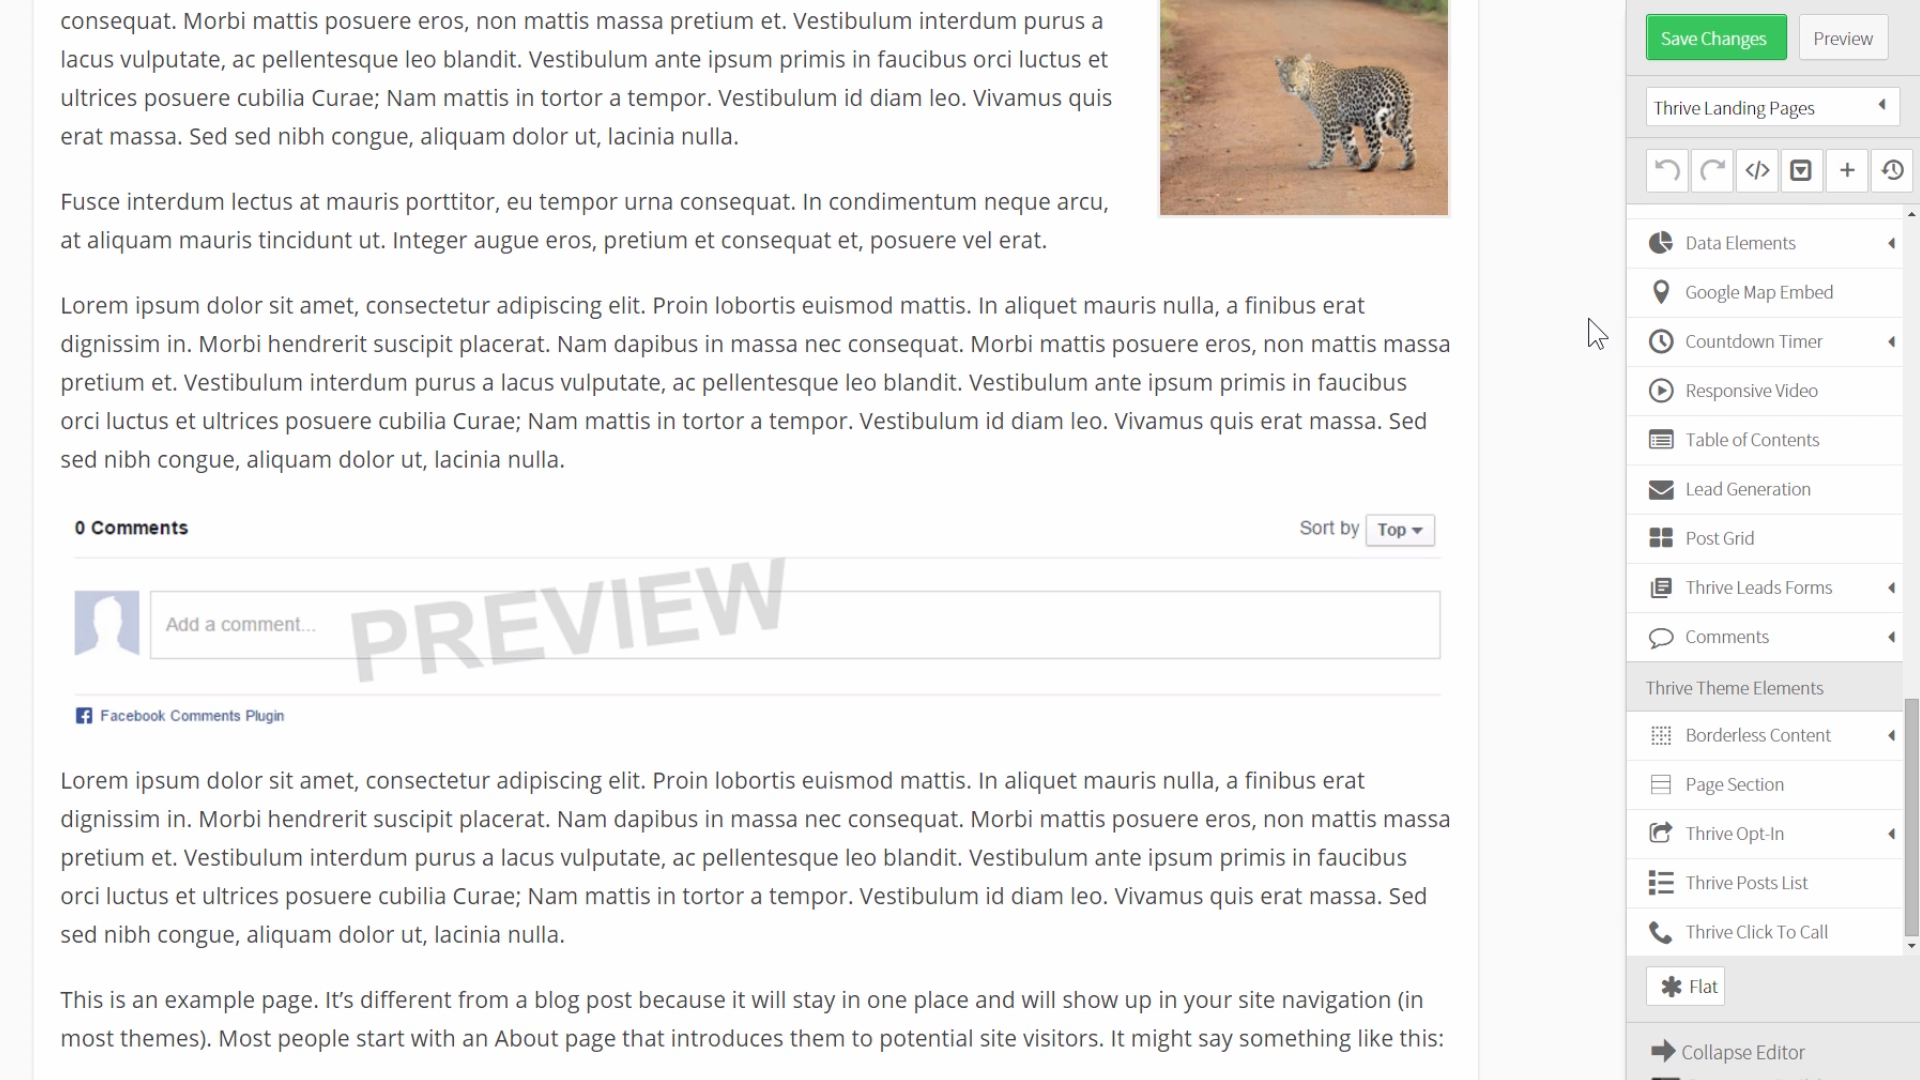 consequat. Morbi mattis posuere eros, non mattis massa pretium et. Vestibulum interdum purus a
lacus vulputate, ac pellentesque leo blandit. Vestibulum ante ipsum primis in faucibus orci luctus et
ultrices posuere cubilia Curae; Nam mattis in tortor a tempor. Vestibulum id diam leo. Vivamus quis
erat massa. Sed sed nibh congue, aliquam dolor ut, lacinia nulla.
Fusce interdum lectus at mauris porttitor, eu tempor urna consequat. In condimentum neque arcu,
at aliquam mauris tincidunt ut. Integer augue eros, pretium et consequat et, posuere vel erat.
Lorem ipsum dolor sit amet, consectetur adipiscing elit. Proin lobortis euismod mattis. In aliquet mauris nulla, a finibus erat
dignissim in. Morbi hendrerit suscipit placerat. Nam dapibus in massa nec consequat. Morbi mattis posuere eros, non mattis massa
pretium et. Vestibulum interdum purus a lacus vulputate, ac pellentesque leo blandit. Vestibulum ante ipsum primis in faucibus
orci luctus et ultrices posuere cubilia Curae; Nam mattis in tortor a tempor. Vestibulum id diam leo. Vivamus quis erat massa. Sed
sed nibh congue, aliquam dolor ut, lacinia nulla.
0 Comments
Sort by Top
Add a comment...
PREVIEW
Facebook Comments Plugin
Lorem ipsum dolor sit amet, consectetur adipiscing elit. Proin lobortis euismod mattis. In aliquet mauris nulla, a finibus erat
dignissim in. Morbi hendrerit suscipit placerat. Nam dapibus in massa nec consequat. Morbi mattis posuere eros, non mattis massa
pretium et. Vestibulum interdum purus a lacus vulputate, ac pellentesque leo blandit. Vestibulum ante ipsum primis in faucibus
orci luctus et ultrices posuere cubilia Curae; Nam mattis in tortor a tempor. Vestibulum id diam leo. Vivamus quis erat massa. Sed
sed nibh congue, aliquam dolor ut, lacinia nulla.
This is an example page. It’s different from a blog post because it will stay in one place and will show up in your site navigation (in
most themes). Most people start with an About page that introduces them to potential site visitors. It might say something like this:
Save Changes
Preview
Thrive Landing Pages
Data Elements
Google Map Embed
Countdown Timer
Responsive Video
Table of Contents
Lead Generation
Post Grid
Thrive Leads Forms
Comments
Thrive Theme Elements
Borderless Content
Page Section
Thrive Opt-In
Thrive Posts List
Thrive Click To Call
Flat
Collapse Editor